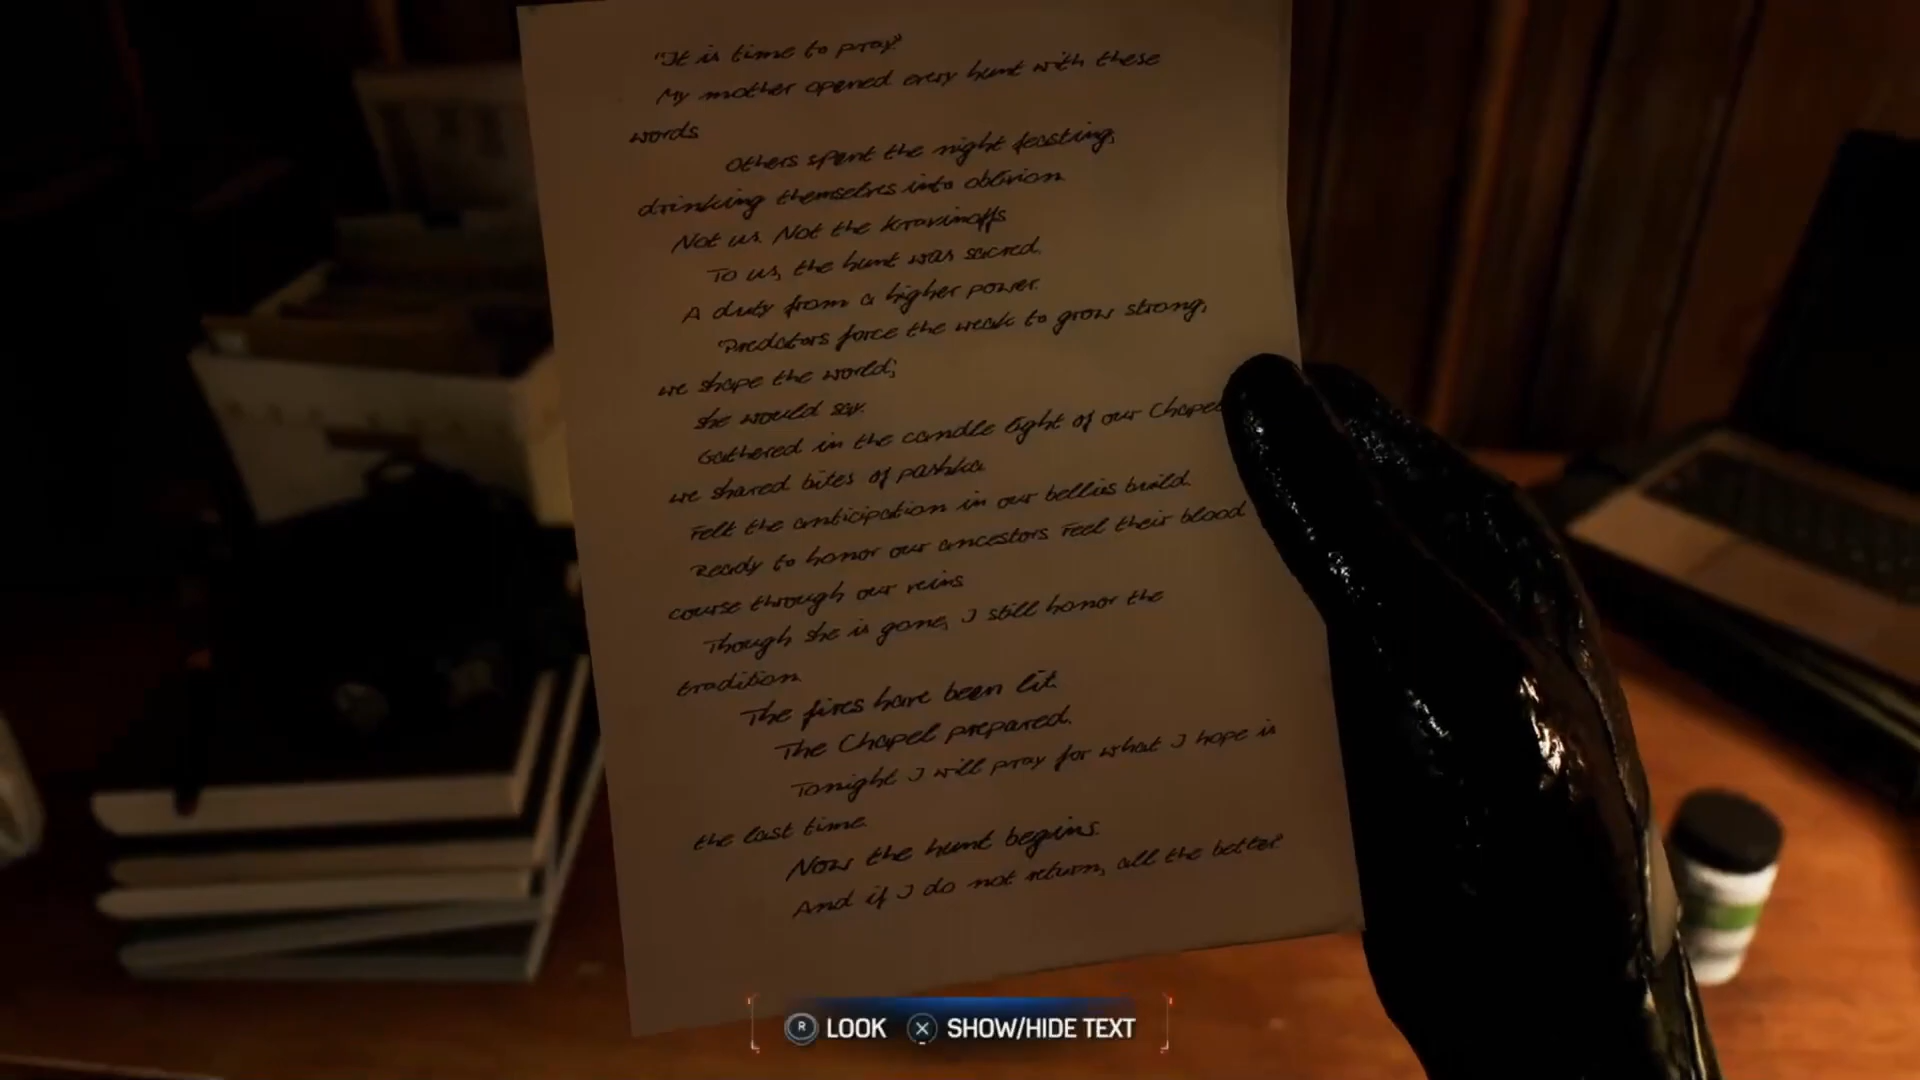 "It is time to pray"
My mother opened every hunt with these
words
Others spent the night feasting,
drinking themselves into oblivion
Not us. Not the Kravinoffs
To us, the hunt was sacred.
A duty from a higher power.
'Predators force the weak to grow strong,
we shape the world,'
she would say.
Gathered in the candle light of our Chapel
we shared bites of pashka
Felt the anticipation in our bellies build.
Ready to honor our ancestors Feel their blood
course through our veins
Though she is gone, I still honor the
tradition.
The fires have been lit.
The Chapel prepared.
Tonight I will pray for what I hope is
the last time.
Now the hunt begins.
And if I do not return, all the better"
R LOOK X SHOW/HIDE TEXT